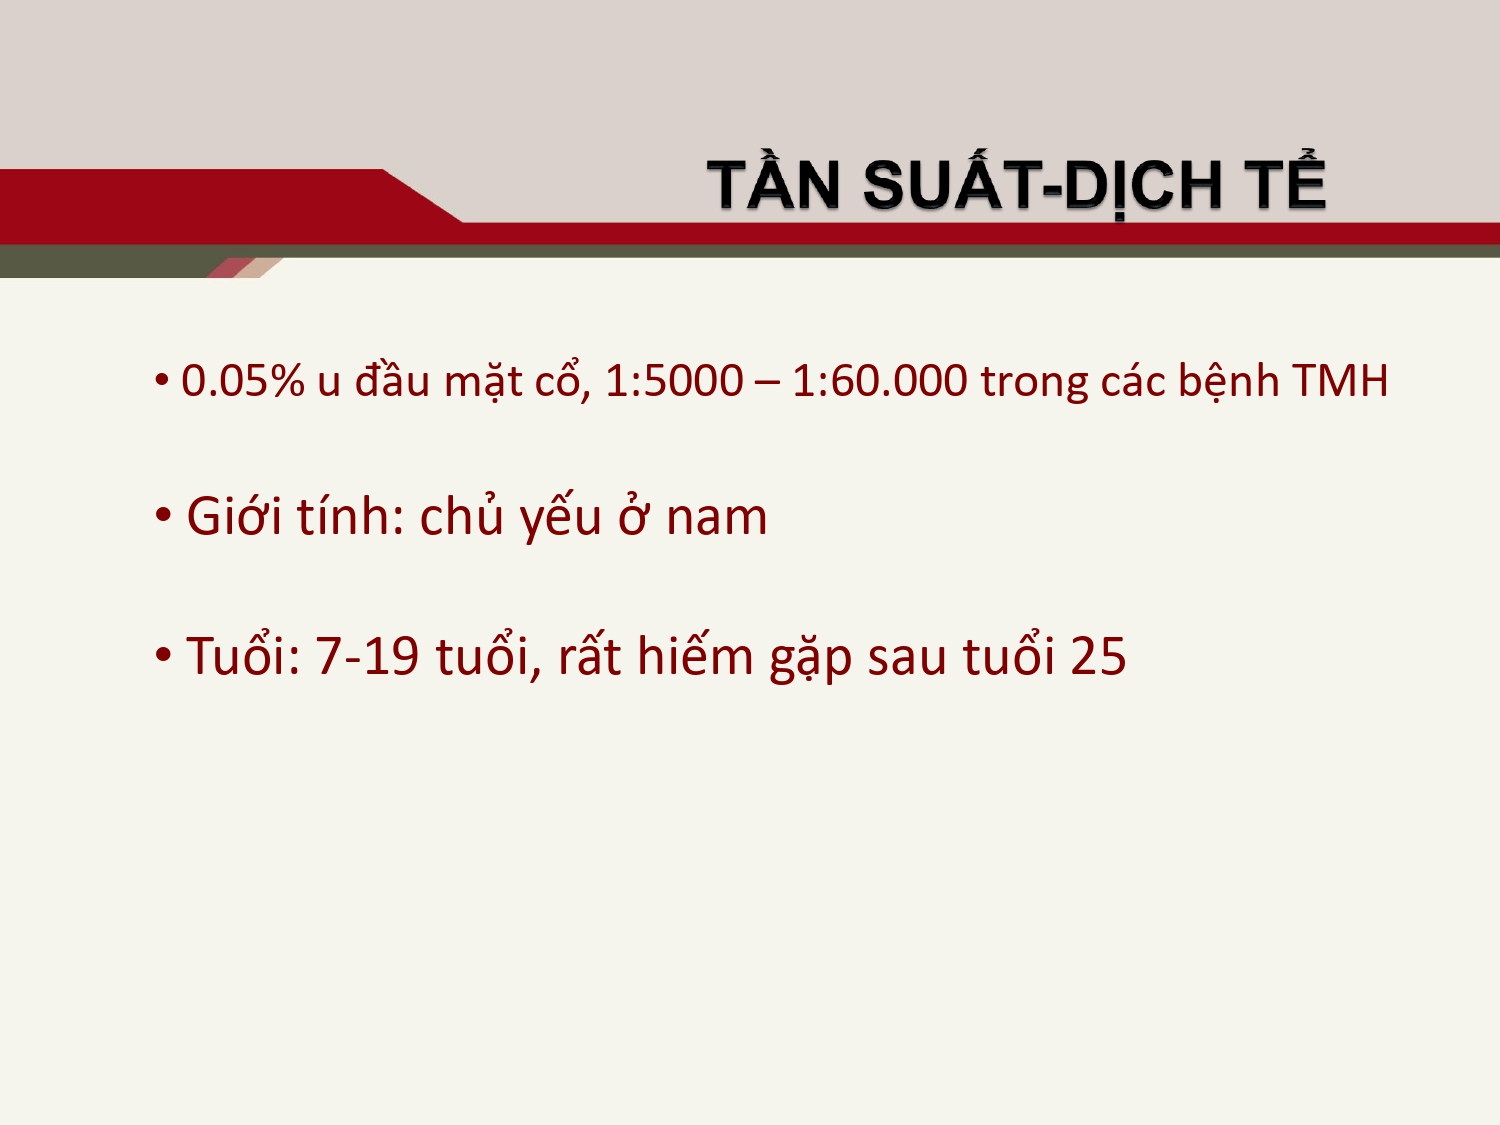 TẦN SUẤT-DỊCH TỂ
• 0.05% u đầu mặt cổ, 1:5000 – 1:60.000 trong các bệnh TMH
• Giới tính: chủ yếu ở nam
• Tuổi: 7-19 tuổi, rất hiếm gặp sau tuổi 25